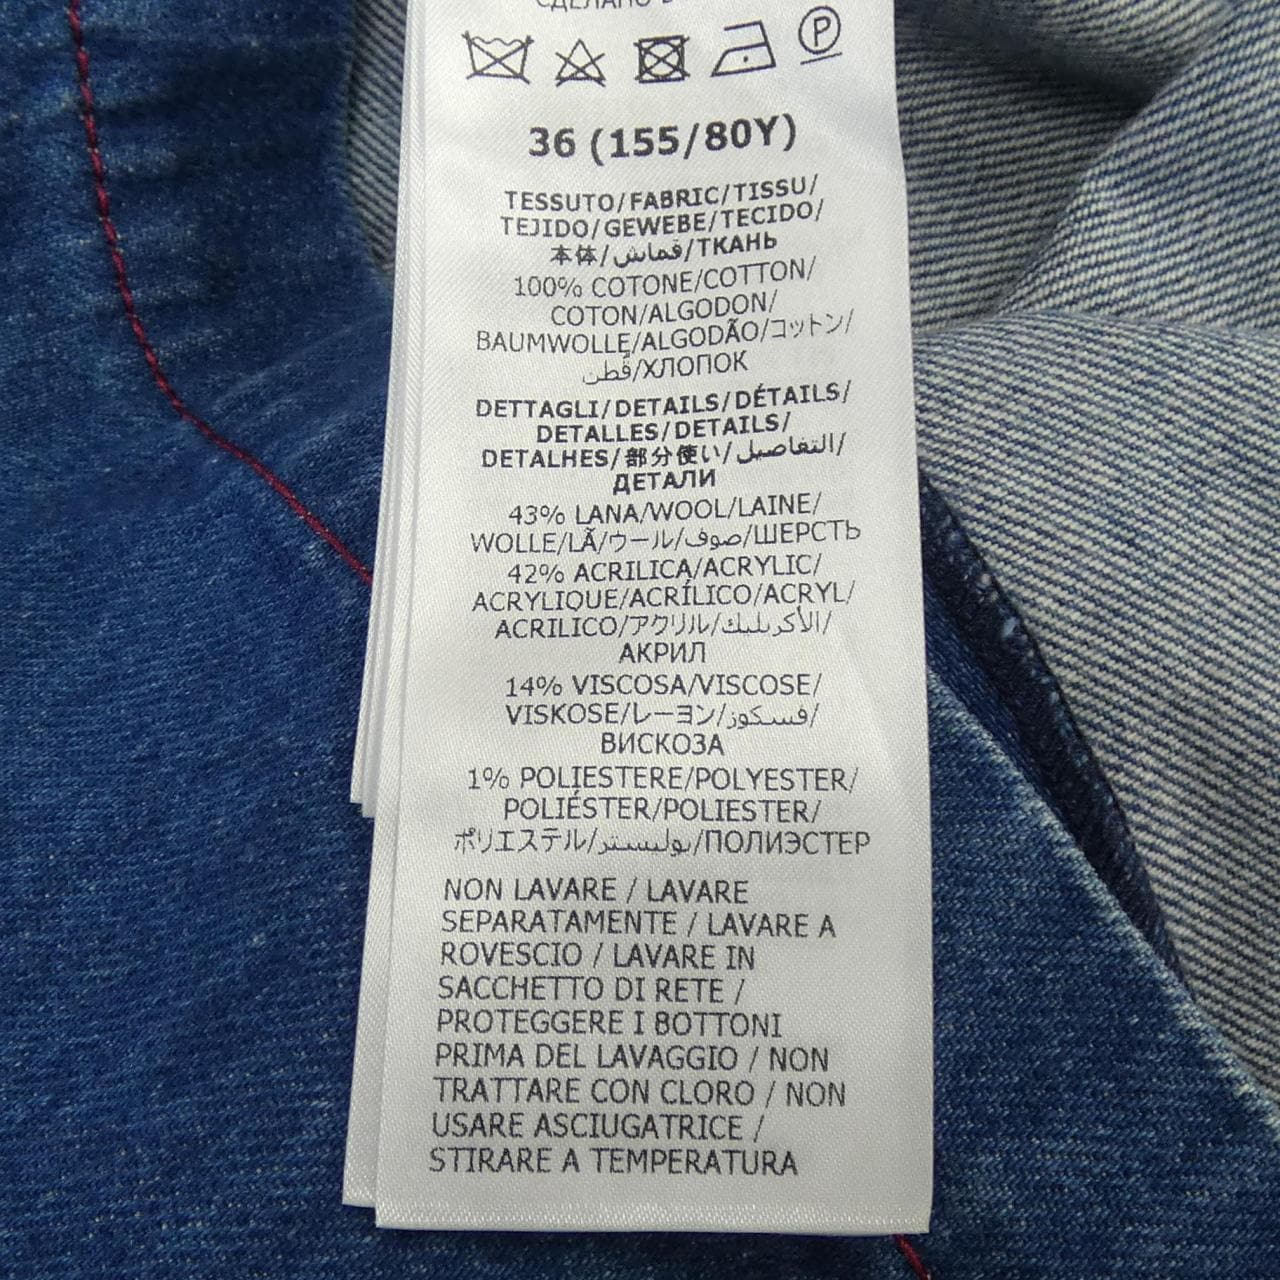 СДЕЛАНО В
P
36 (155/80Y)
TESSUTO/FABRIC/TISSU/
TEJIDO/GEWEBE/TECIDO/
本体/قماش/ТКАНЬ
100% COTONE/COTTON/
COTON/ALGODON/
BAUMWOLLE/ALGODÃO/コットン/
قطن/ХЛОПОК
DETTAGLI/DETAILS/DÉTAILS/
DETALLES/DETAILS/
DETALHES/部分使い/التفاصيل/
ДЕТАЛИ
43% LANA/WOOL/LAINE/
WOLLE/LÃ/ウール/صوف/ШЕРСТЬ
42% ACRILICA/ACRYLIC/
ACRYLIQUE/ACRÍLICO/ACRYL/
ACRILICO/アクリル/الأكريليك/
АКРИЛ
14% VISCOSA/VISCOSE/
VISKOSE/レーヨン/فسكوز/
ВИСКОЗА
1% POLIESTERE/POLYESTER/
POLIÉSTER/POLIESTER/
ポリエステル/بوليستر/ПОЛИЭСТЕР
NON LAVARE / LAVARE
SEPARATAMENTE / LAVARE A
ROVESCIO / LAVARE IN
SACCHETTO DI RETE /
PROTEGGERE I BOTTONI
PRIMA DEL LAVAGGIO / NON
TRATTARE CON CLORO / NON
USARE ASCIUGATRICE /
STIRARE A TEMPERATURA